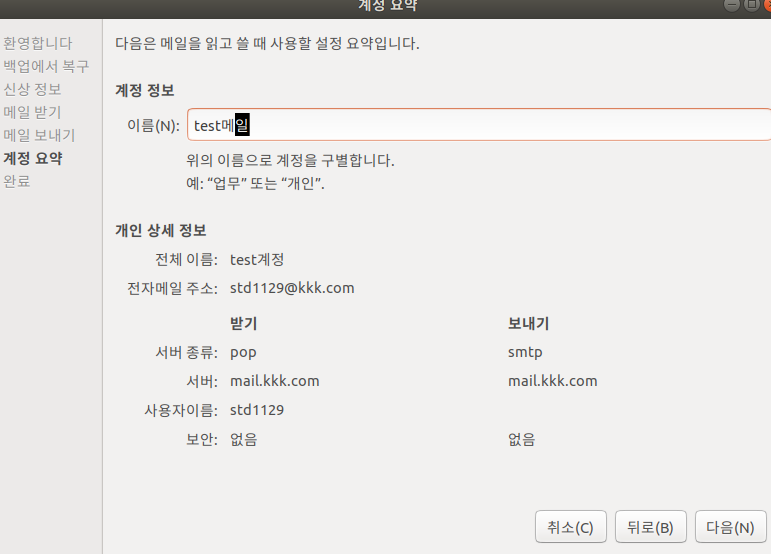 계정 요약
환영합니다
백업에서 복구
신상 정보
메일 받기
메일 보내기
계정 요약
완료
다음은 메일을 읽고 쓸 때 사용할 설정 요약입니다.
계정 정보
이름(N): test메일
위의 이름으로 계정을 구별합니다.
예: “업무” 또는 “개인”.
개인 상세 정보
전체 이름: test계정
전자메일 주소: std1129@kkk.com
받기 보내기
서버 종류: pop smtp
서버: mail.kkk.com mail.kkk.com
사용자이름: std1129
보안: 없음 없음
취소(C) 뒤로(B) 다음(N)